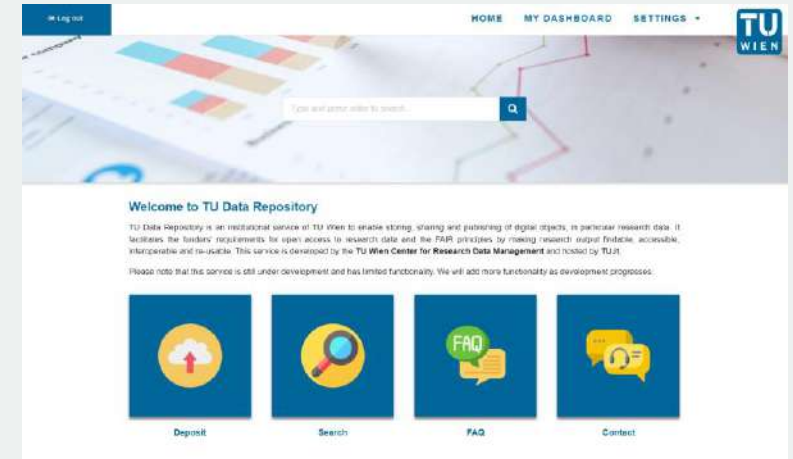 Log out
HOME MY DASHBOARD SETTINGS
TU
WIEN
Type and press enter to search
Welcome to TU Data Repository
TU Data Repository is an institutional service of TU Wien to enable storing, sharing and publishing of digital objects, in particular research data. It
facilitates the funders' requirements for open access to research data and the FAIR principles by making research output findable, accessible,
interoperable and re-usable. This service is developed by the TU Wien Center for Research Data Management and hosted by TU.it.
Please note that this service is still under development and has limited functionality. We will add more functionality as development progresses.
FAQ
Deposit Search FAQ Contact